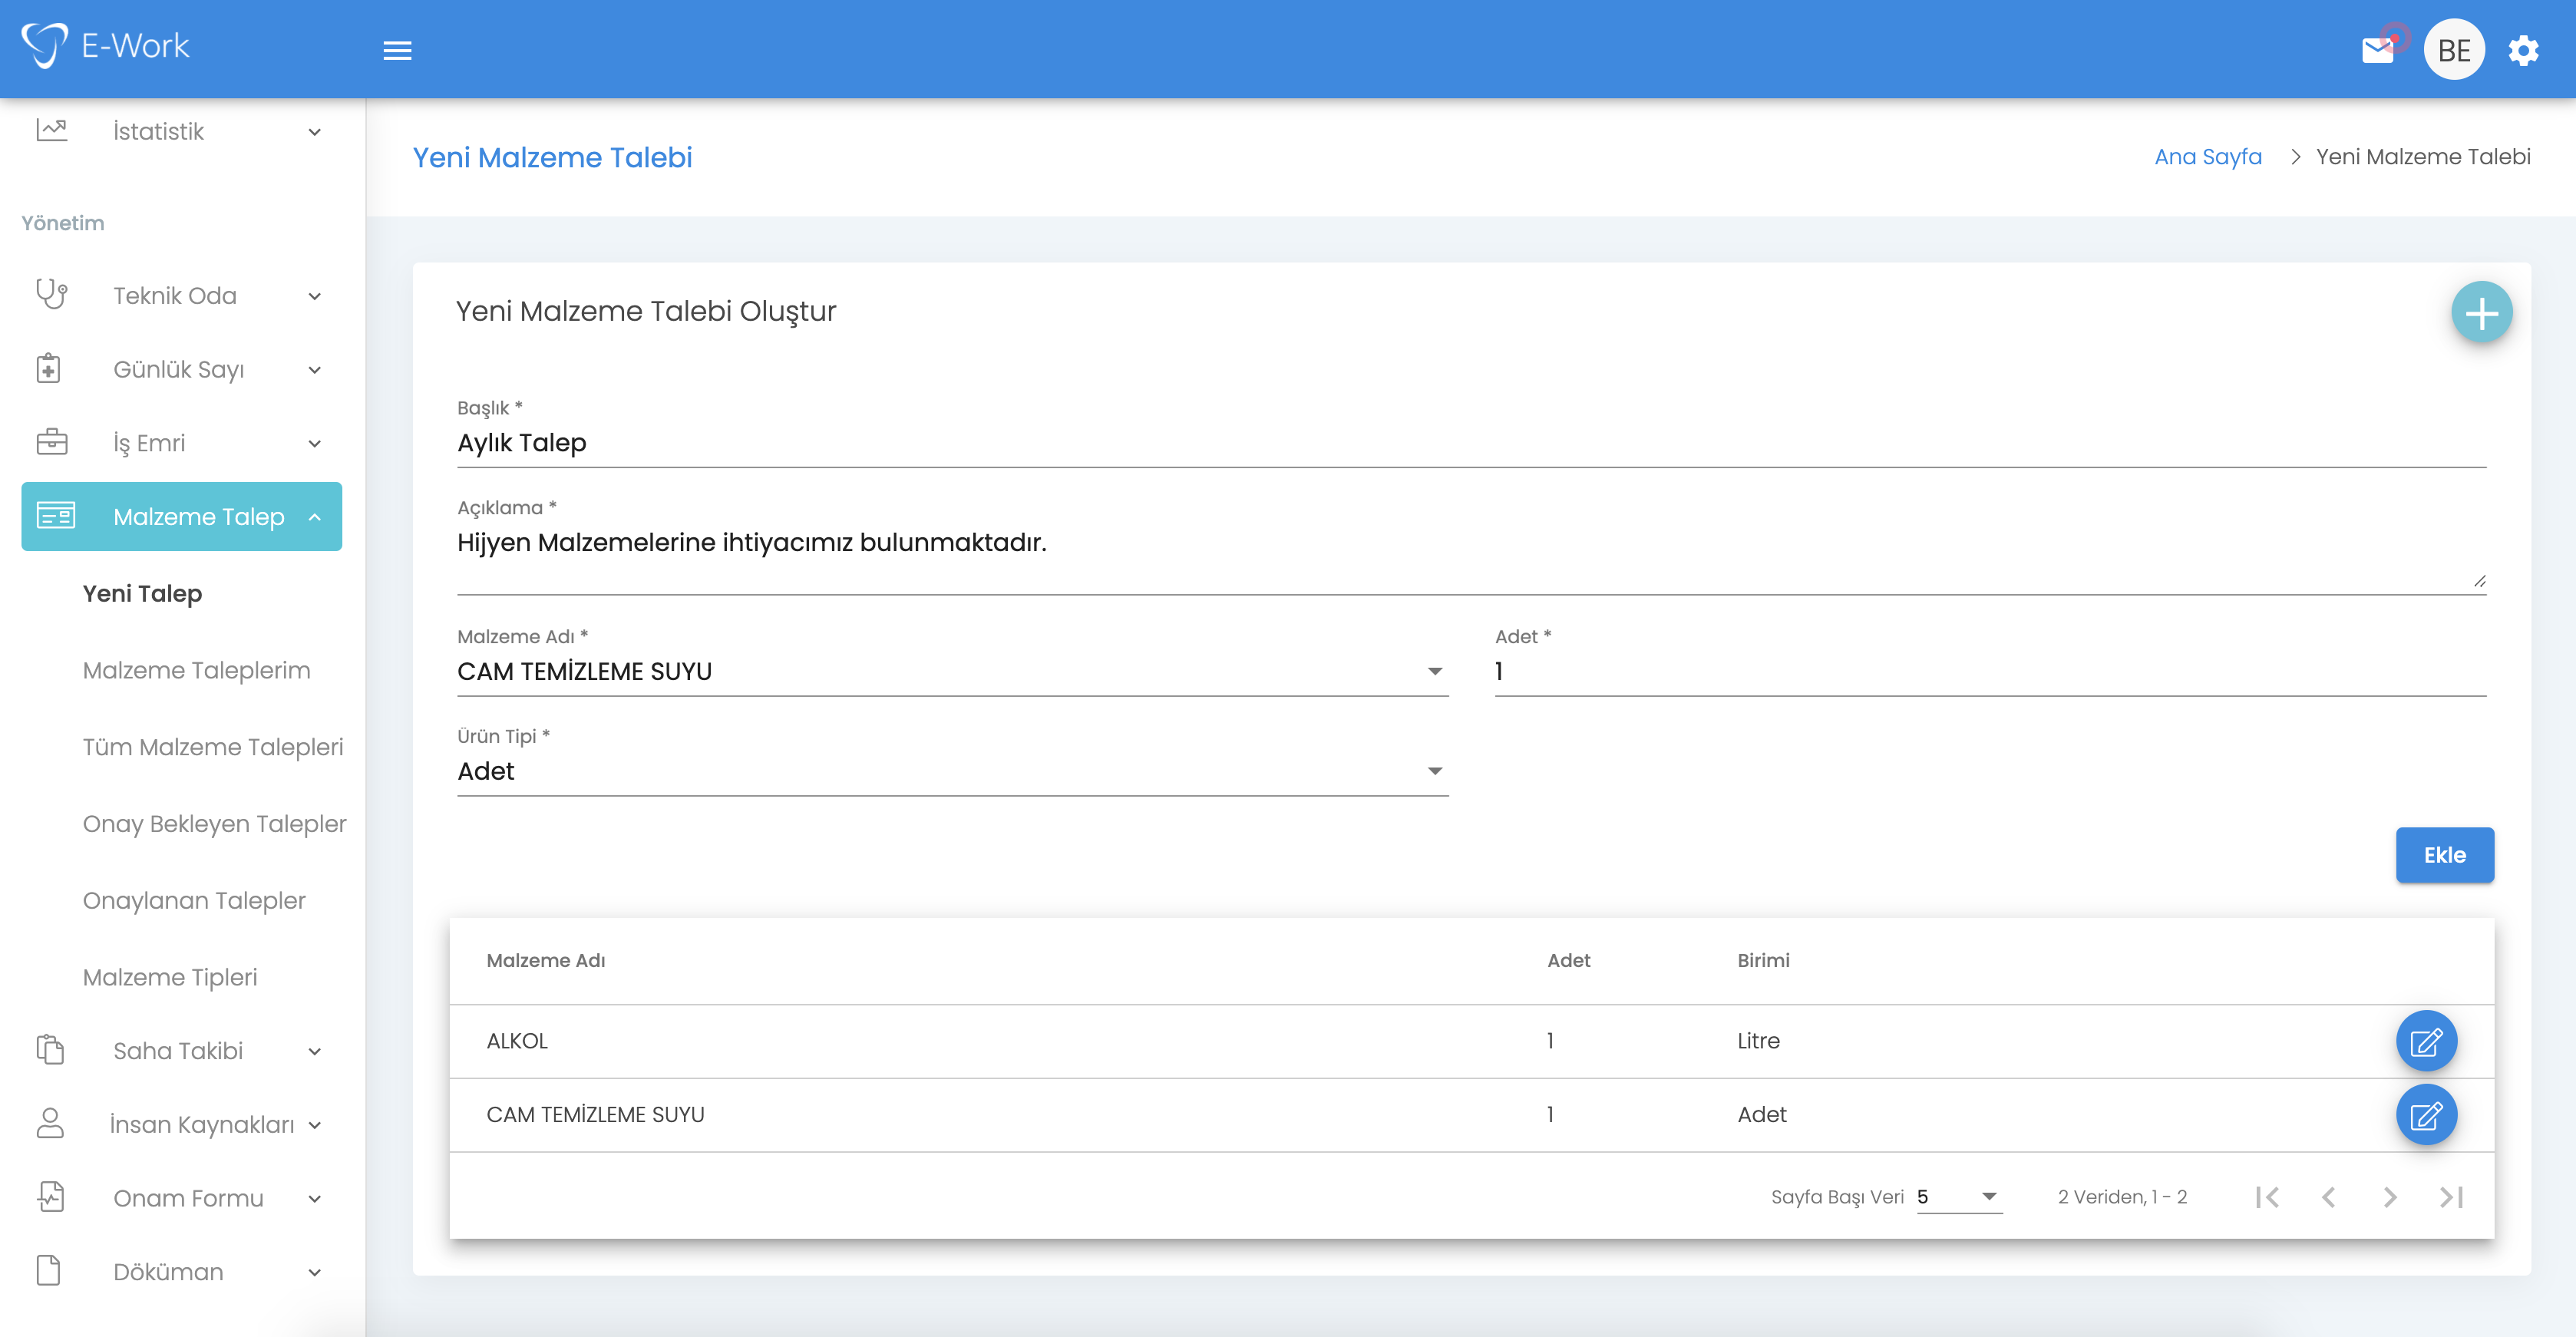 E-Work
BE
İstatistik
Yönetim
Teknik Oda
Günlük Sayı
İş Emri
Malzeme Talep
Yeni Talep
Malzeme Taleplerim
Tüm Malzeme Talepleri
Onay Bekleyen Talepler
Onaylanan Talepler
Malzeme Tipleri
Saha Takibi
İnsan Kaynakları
Onam Formu
Döküman
Yeni Malzeme Talebi
Ana Sayfa > Yeni Malzeme Talebi
Yeni Malzeme Talebi Oluştur
Başlık *
Aylık Talep
Açıklama *
Hijyen Malzemelerine ihtiyacımız bulunmaktadır.
Malzeme Adı * Adet *
CAM TEMİZLEME SUYU 1
Ürün Tipi *
Adet
Ekle
Malzeme Adı Adet Birimi
ALKOL 1 Litre
CAM TEMİZLEME SUYU 1 Adet
Sayfa Başı Veri 5 2 Veriden, 1 - 2